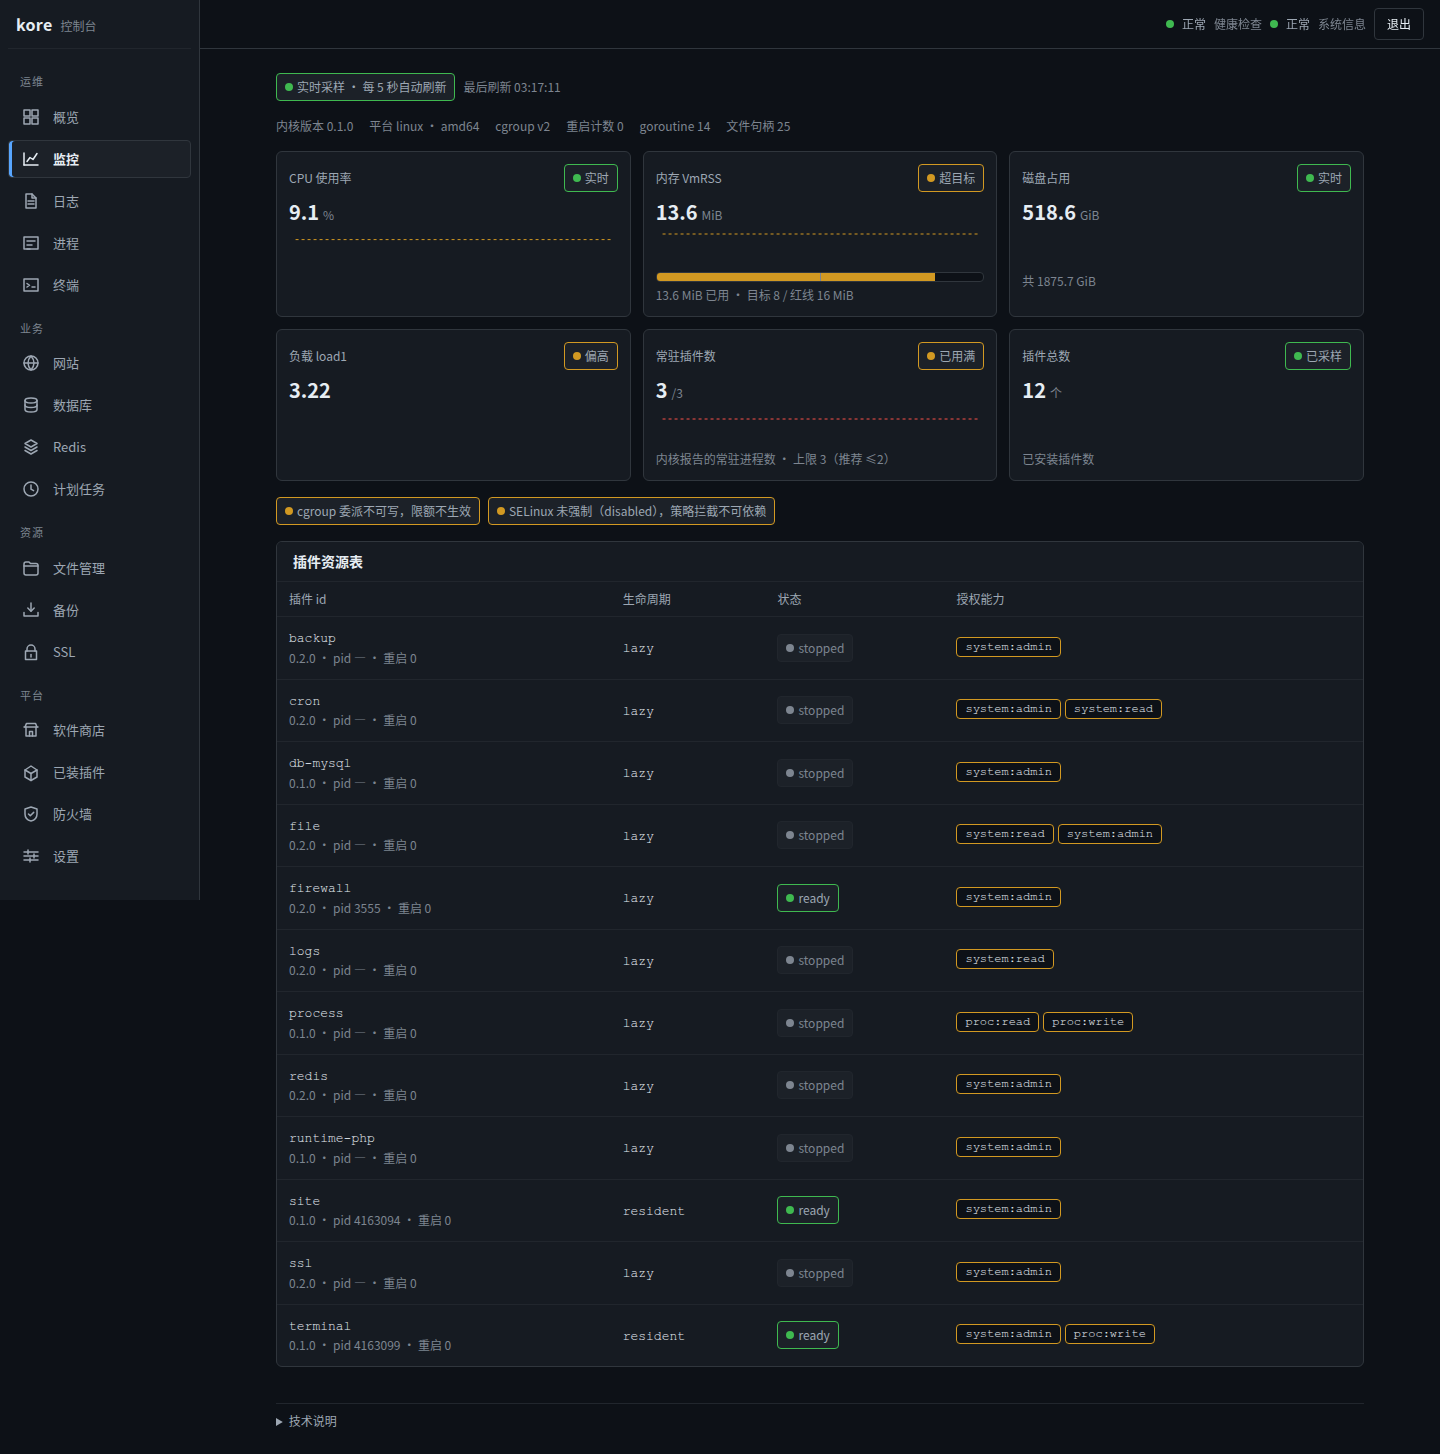 kore 控制台
正常 健康检查 正常 系统信息 退出
运维
概览
监控
日志
进程
终端
业务
网站
数据库
Redis
计划任务
资源
文件管理
备份
SSL
平台
软件商店
已装插件
防火墙
设置
实时采样 · 每 5 秒自动刷新 最后刷新 03:17:11
内核版本 0.1.0 平台 linux · amd64 cgroup v2 重启计数 0 goroutine 14 文件句柄 25
CPU 使用率 实时
9.1 %
内存 VmRSS 超目标
13.6 MiB
13.6 MiB 已用 · 目标 8 / 红线 16 MiB
磁盘占用 实时
518.6 GiB
共 1875.7 GiB
负载 load1 偏高
3.22
常驻插件数 已用满
3 /3
内核报告的常驻进程数 · 上限 3（推荐 ≤2）
插件总数 已采样
12 个
已安装插件数
cgroup 委派不可写，限额不生效 SELinux 未强制（disabled），策略拦截不可依赖
插件资源表
插件 id 生命周期 状态 授权能力
backup
0.2.0 · pid — · 重启 0
lazy stopped system:admin
cron
0.2.0 · pid — · 重启 0
lazy stopped system:admin system:read
db-mysql
0.1.0 · pid — · 重启 0
lazy stopped system:admin
file
0.2.0 · pid — · 重启 0
lazy stopped system:read system:admin
firewall
0.2.0 · pid 3555 · 重启 0
lazy ready system:admin
logs
0.2.0 · pid — · 重启 0
lazy stopped system:read
process
0.1.0 · pid — · 重启 0
lazy stopped proc:read proc:write
redis
0.2.0 · pid — · 重启 0
lazy stopped system:admin
runtime-php
0.1.0 · pid — · 重启 0
lazy stopped system:admin
site
0.1.0 · pid 4163094 · 重启 0
resident ready system:admin
ssl
0.2.0 · pid — · 重启 0
lazy stopped system:admin
terminal
0.1.0 · pid 4163099 · 重启 0
resident ready system:admin proc:write
技术说明